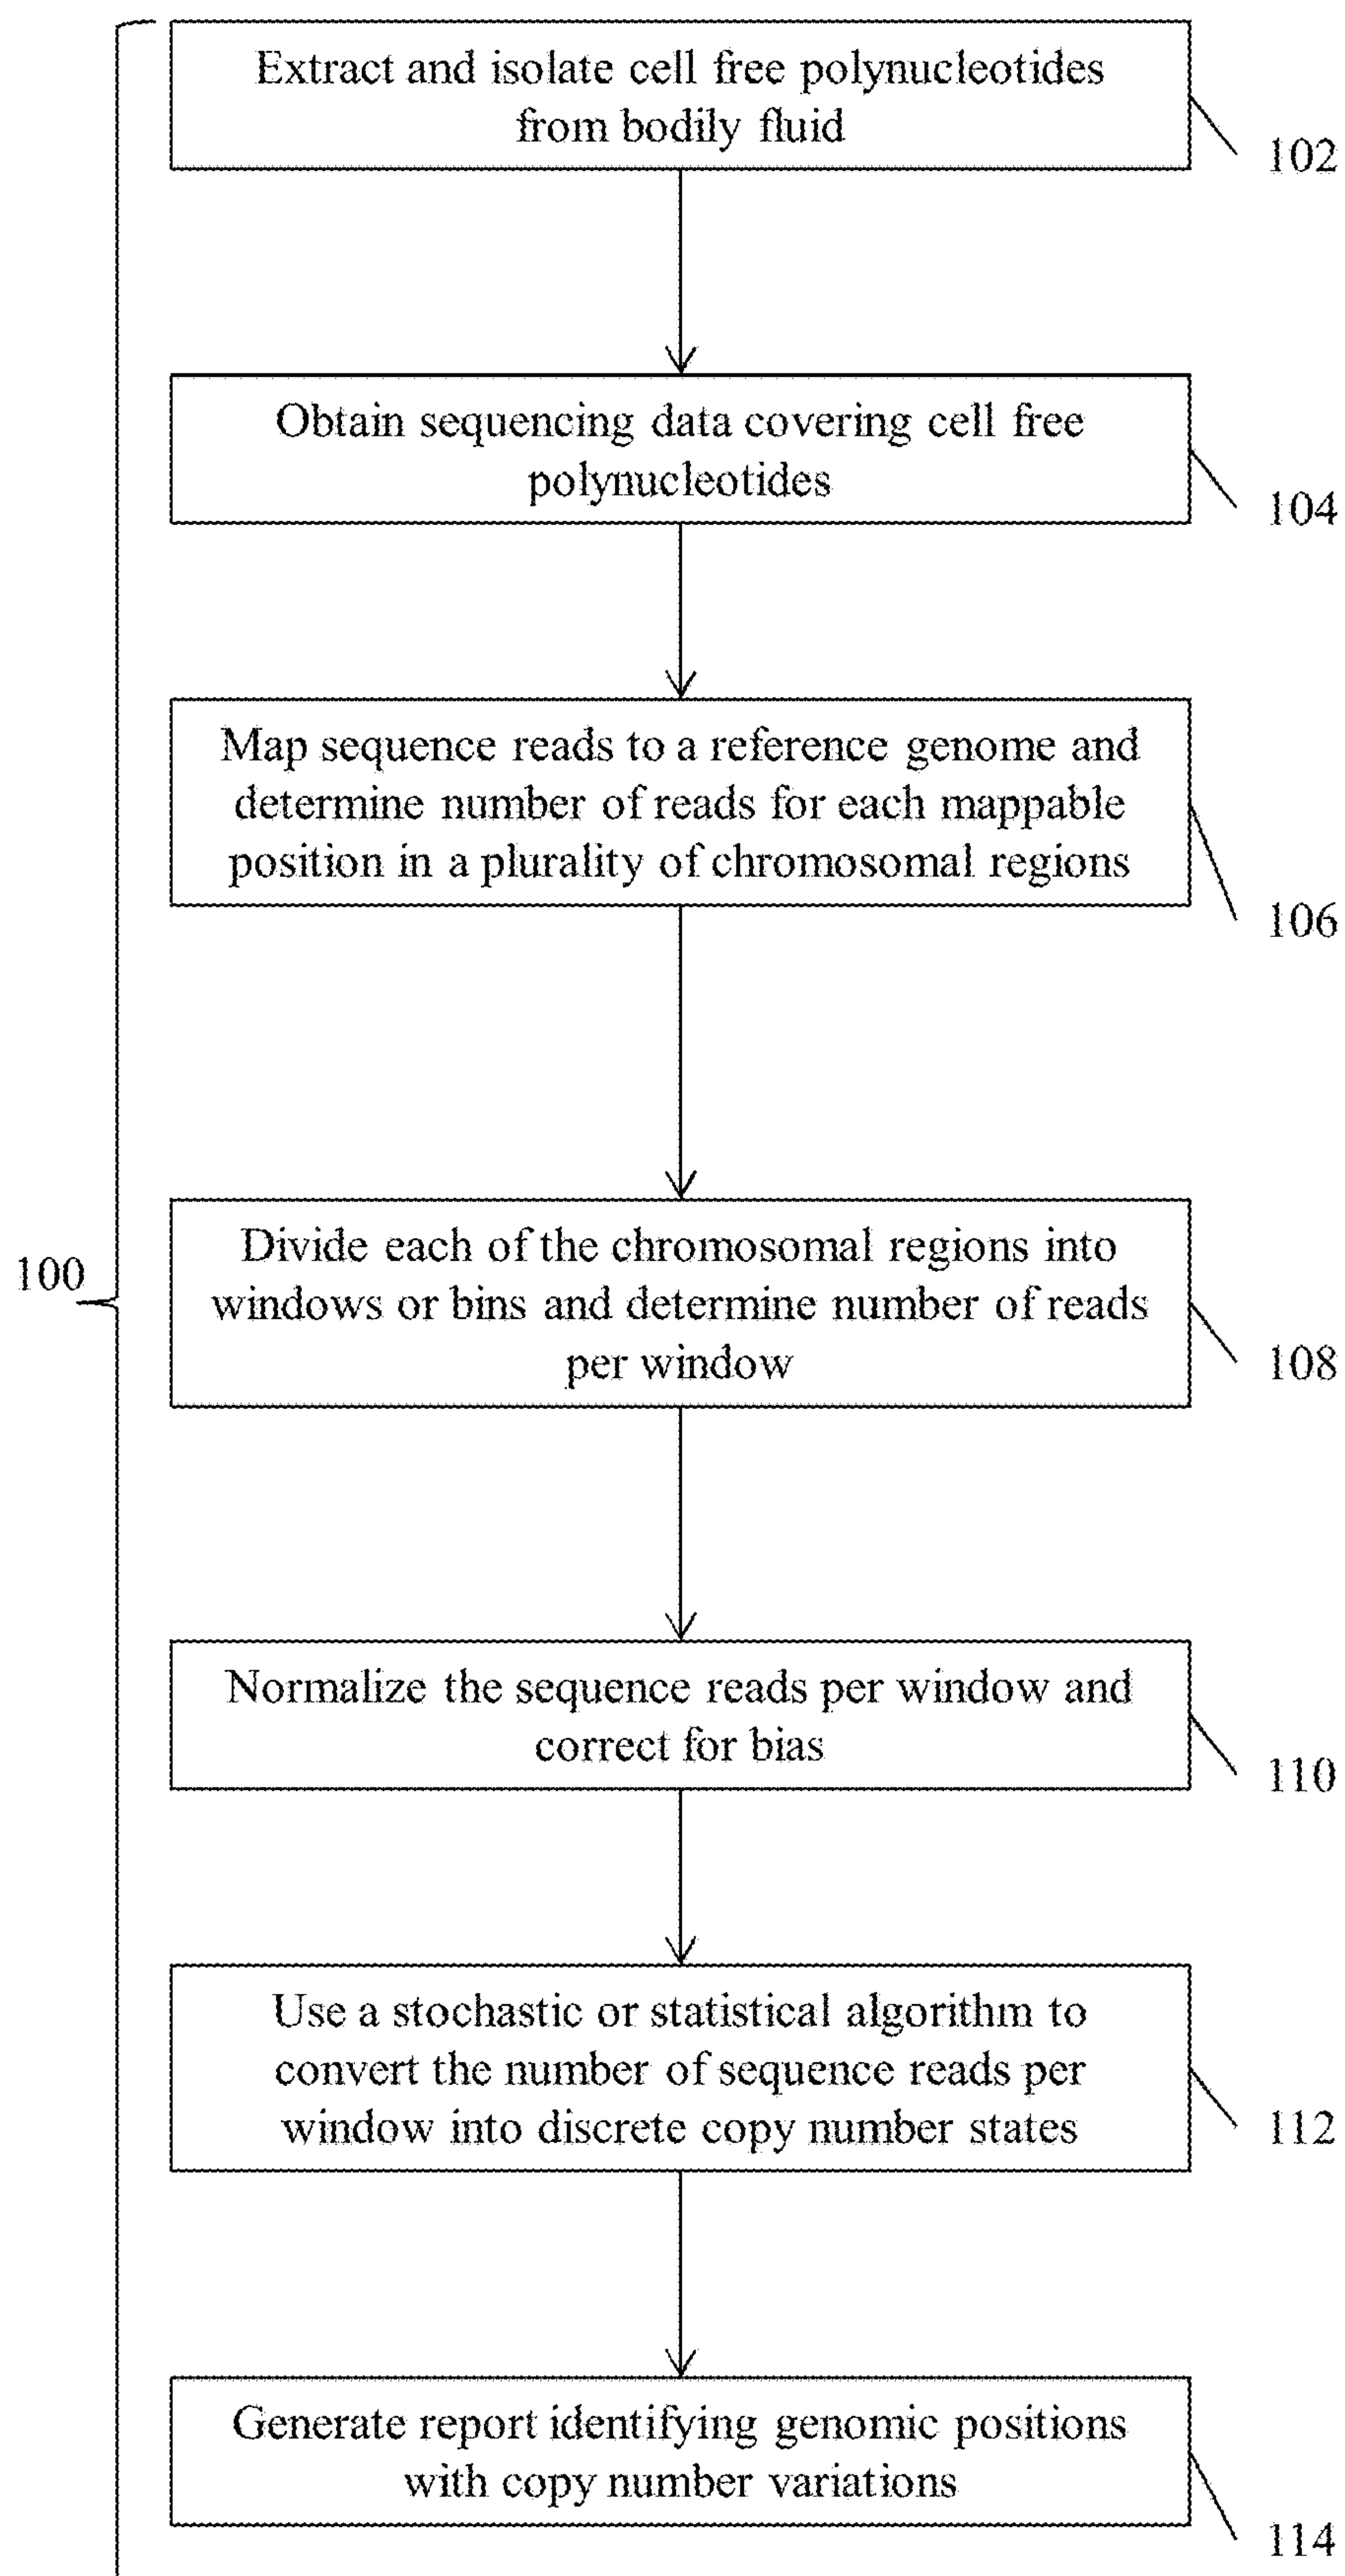 Extract and isolate cell free polynucleotides
from bodily fluid
102
Obtain sequencing data covering cell free
polynucleotides
104
Map sequence reads to a reference genome and
determine number of reads for each mappable
position in a plurality of chromosomal regions
106
Divide each of the chromosomal regions into
windows or bins and determine number of reads
per window
100
108
Normalize the sequence reads per window and
correct for bias
110
Use a stochastic or statistical algorithm to
convert the number of sequence reads per
window into discrete copy number states
112
Generate report identifying genomic positions
with copy number variations
114